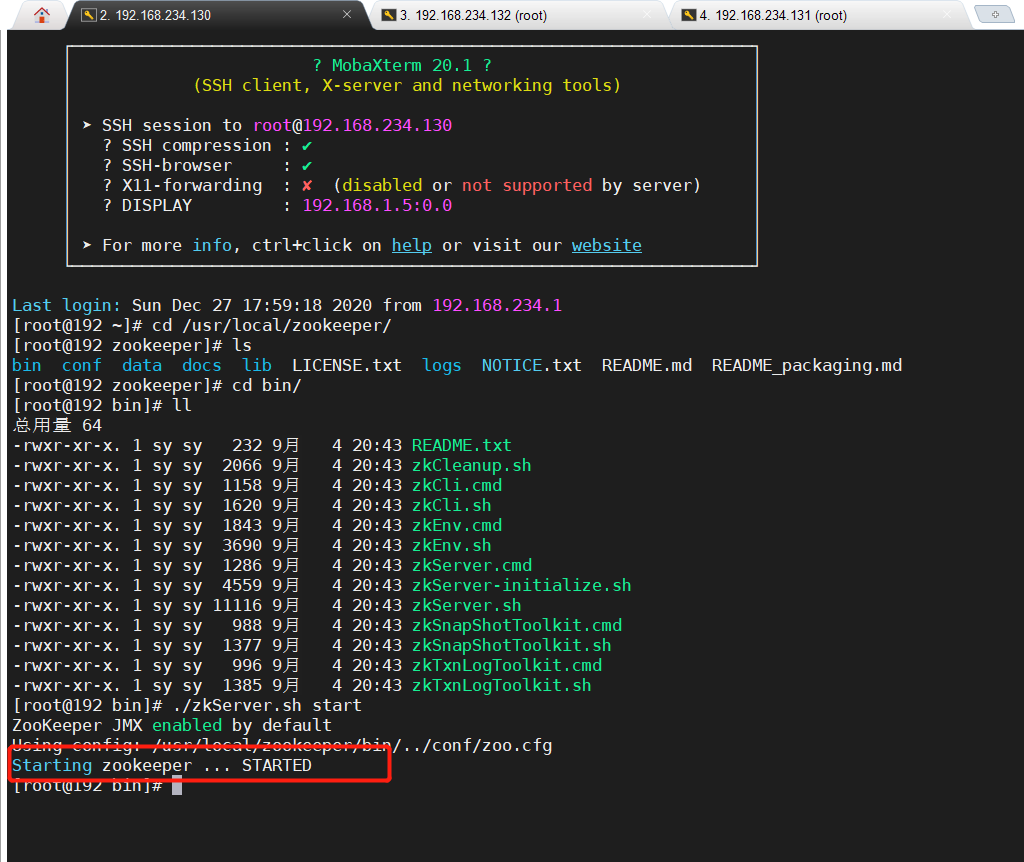 2. 192.168.234.130
3. 192.168.234.132 (root)
4. 192.168.234.131 (root)
? MobaXterm 20.1 ?
(SSH client, X-server and networking tools)
➤ SSH session to root@192.168.234.130
? SSH compression : ✔
? SSH-browser : ✔
? X11-forwarding : ✘ (disabled or not supported by server)
? DISPLAY : 192.168.1.5:0.0
➤ For more info, ctrl+click on help or visit our website
Last login: Sun Dec 27 17:59:18 2020 from 192.168.234.1
[root@192 ~]# cd /usr/local/zookeeper/
[root@192 zookeeper]# ls
bin conf data docs lib LICENSE.txt logs NOTICE.txt README.md README_packaging.md
[root@192 zookeeper]# cd bin/
[root@192 bin]# ll
总用量 64
-rwxr-xr-x. 1 sy sy 232 9月 4 20:43 README.txt
-rwxr-xr-x. 1 sy sy 2066 9月 4 20:43 zkCleanup.sh
-rwxr-xr-x. 1 sy sy 1158 9月 4 20:43 zkCli.cmd
-rwxr-xr-x. 1 sy sy 1620 9月 4 20:43 zkCli.sh
-rwxr-xr-x. 1 sy sy 1843 9月 4 20:43 zkEnv.cmd
-rwxr-xr-x. 1 sy sy 3690 9月 4 20:43 zkEnv.sh
-rwxr-xr-x. 1 sy sy 1286 9月 4 20:43 zkServer.cmd
-rwxr-xr-x. 1 sy sy 4559 9月 4 20:43 zkServer-initialize.sh
-rwxr-xr-x. 1 sy sy 11116 9月 4 20:43 zkServer.sh
-rwxr-xr-x. 1 sy sy 988 9月 4 20:43 zkSnapShotToolkit.cmd
-rwxr-xr-x. 1 sy sy 1377 9月 4 20:43 zkSnapShotToolkit.sh
-rwxr-xr-x. 1 sy sy 996 9月 4 20:43 zkTxnLogToolkit.cmd
-rwxr-xr-x. 1 sy sy 1385 9月 4 20:43 zkTxnLogToolkit.sh
[root@192 bin]# ./zkServer.sh start
ZooKeeper JMX enabled by default
Using config: /usr/local/zookeeper/bin/../conf/zoo.cfg
Starting zookeeper ... STARTED
[root@192 bin]#